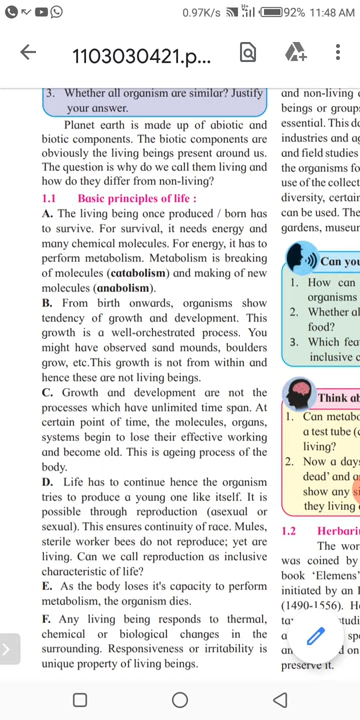 0.97K/s
92% 11:48 AM
1103030421.p...
3. Whether all organism are similar? Justify
your answer.
Planet earth is made up of abiotic and
biotic components. The biotic components are
obviously the living beings present around us.
The question is why do we call them living and
how do they differ from non-living?
1.1 Basic principles of life :
A. The living being once produced / born has
to survive. For survival, it needs energy and
many chemical molecules. For energy, it has to
perform metabolism. Metabolism is breaking
of molecules (catabolism) and making of new
molecules (anabolism).
B. From birth onwards, organisms show
tendency of growth and development. This
growth is a well-orchestrated process. You
might have observed sand mounds, boulders
grow, etc.This growth is not from within and
hence these are not living beings.
C. Growth and development are not the
processes which have unlimited time span. At
certain point of time, the molecules, organs,
systems begin to lose their effective working
and become old. This is ageing process of the
body.
D. Life has to continue hence the organism
tries to produce a young one like itself. It is
possible through reproduction (asexual or
sexual). This ensures continuity of race. Mules,
sterile worker bees do not reproduce; yet are
living. Can we call reproduction as inclusive
characteristic of life?
E. As the body loses it's capacity to perform
metabolism, the organism dies.
F. Any living being responds to thermal,
chemical or biological changes in the
surrounding. Responsiveness or irritability is
unique property of living beings.
and non-living
beings or group
essential. This d
industries and a
and field studies
the organisms fo
use of the collect
diversity, certain
can be used. The
gardens, museum
Can you
1. How can
organisms
2. Whether al
food?
3. Which fea
inclusive c
Think ab
1. Can metabo
a test tube (
living?
2. Now a day
dead' and a
show any si
they living
1.2 Herbari
The wor
was coined by
book 'Elemens'
initiated by an I
(1490-1556). H
studi
sp
d on
preserve it.